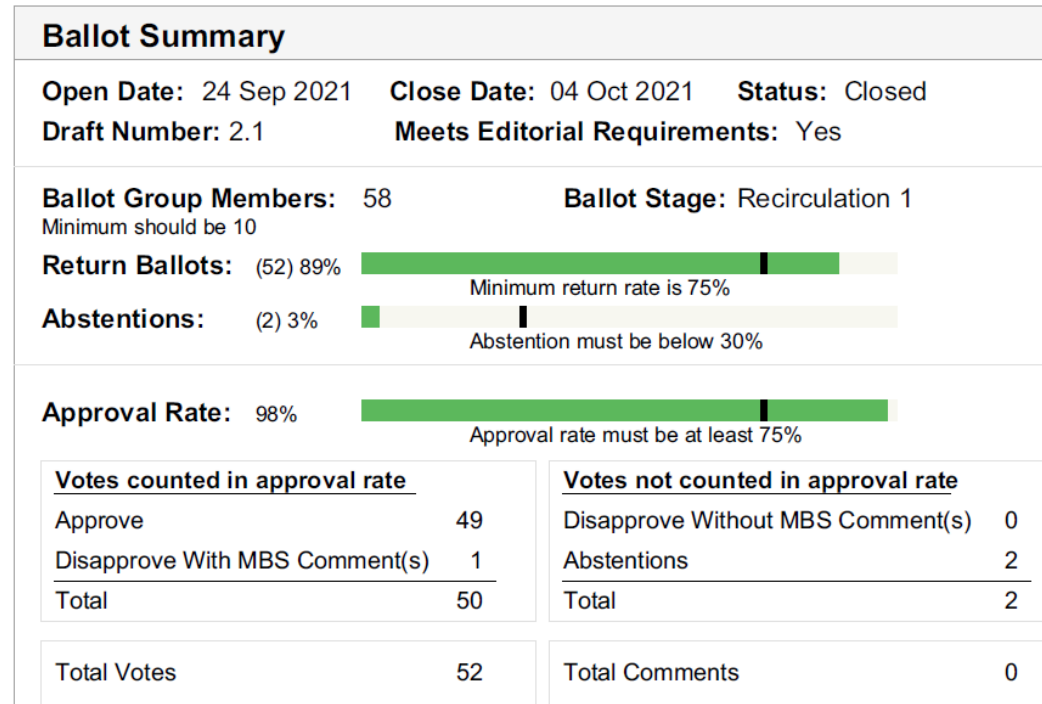 Ballot Summary
Open Date: 24 Sep 2021 Close Date: 04 Oct 2021 Status: Closed
Draft Number: 2.1 Meets Editorial Requirements: Yes
Ballot Group Members: 58 Ballot Stage: Recirculation 1
Minimum should be 10
Return Ballots: (52) 89%
Minimum return rate is 75%
Abstentions: (2) 3%
Abstention must be below 30%
Approval Rate: 98%
Approval rate must be at least 75%
Votes counted in approval rate
Approve 49
Disapprove With MBS Comment(s) 1
Total 50
Votes not counted in approval rate
Disapprove Without MBS Comment(s) 0
Abstentions 2
Total 2
Total Votes 52
Total Comments 0